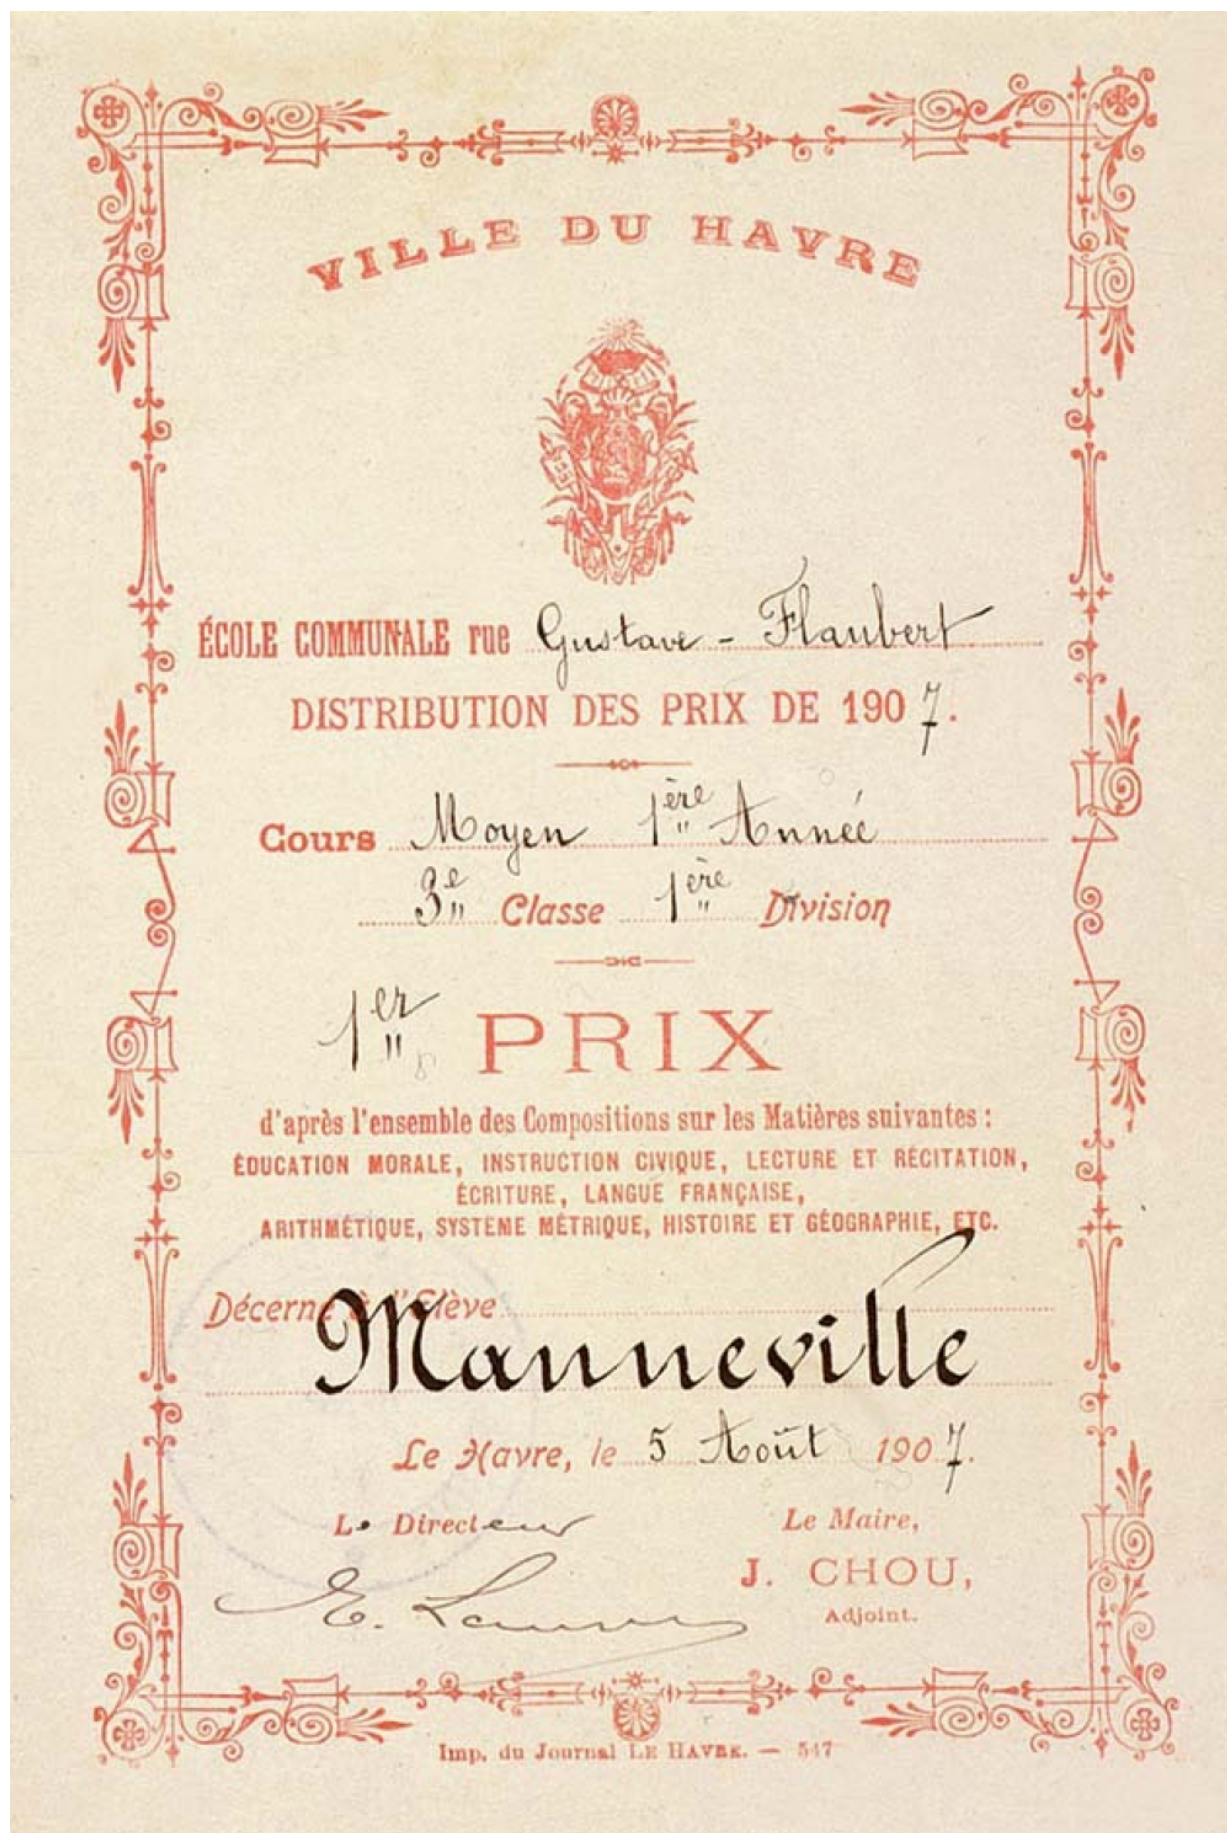 VILLE DU HAVRE
ÉCOLE COMMUNALE rue Gustave - Flaubert
DISTRIBUTION DES PRIX DE 1907.
Cours Moyen 1ère Année
3e Classe 1ère Division
1er PRIX
d'après l'ensemble des Compositions sur les Matières suivantes :
ÉDUCATION MORALE, INSTRUCTION CIVIQUE, LECTURE ET RÉCITATION,
ÉCRITURE, LANGUE FRANÇAISE,
ARITHMÉTIQUE, SYSTÈME MÉTRIQUE, HISTOIRE ET GÉOGRAPHIE, ETC.
Décerné à l'Elève
Manneville
Le Havre, le 5 Août 1907.
Le Directeur Le Maire,
E. J. CHOU,
Adjoint.
Imp. du Journal LE HAVRE. — 547